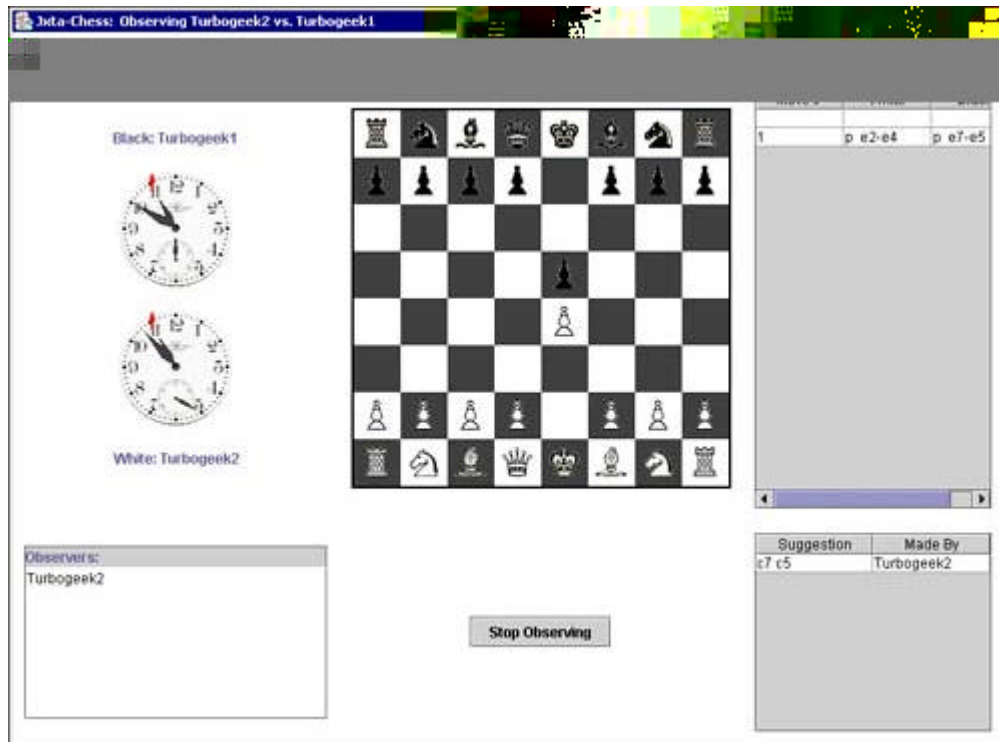 Jxta-Chess: Observing Turbogeek2 vs. Turbogeek1
Black: Turbogeek1
1 p e2-e4 p e7-e5
White: Turbogeek2
Observers:
Turbogeek2
Stop Observing
Suggestion Made By
c7 c5 Turbogeek2